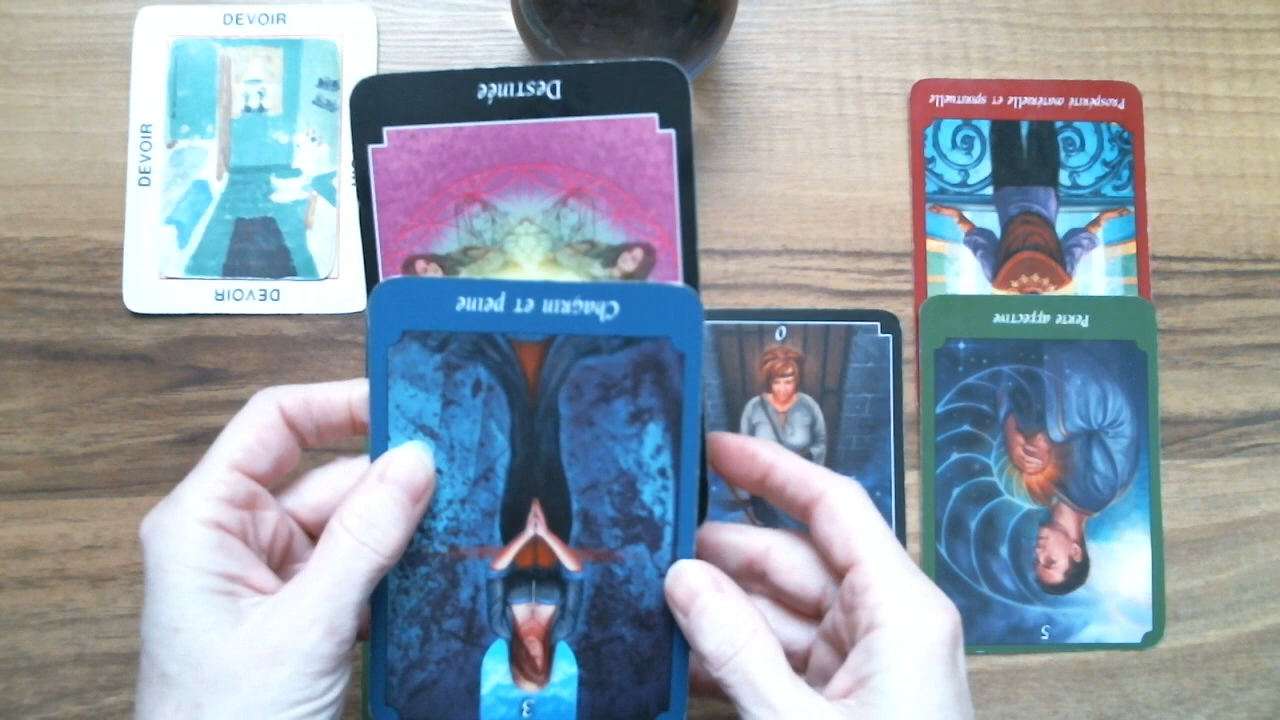 DEVOIR
DEVOIR
DEVOIR
Destinée
Chagrin et peine
3
0
Prospérité matérielle et spirituelle
Perte affective
5